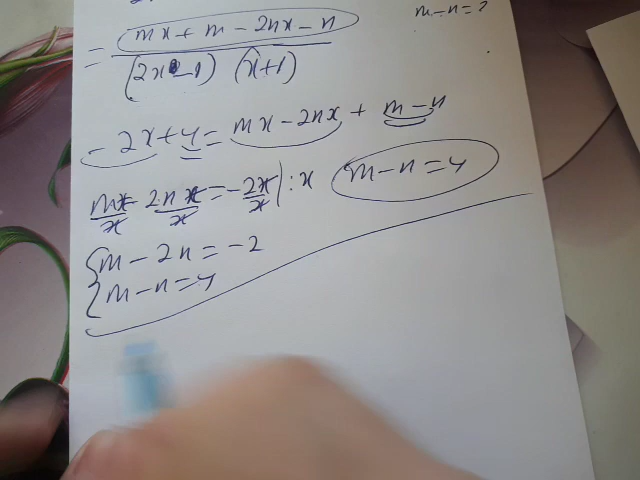 m-n=?
= mx+m-2nx-n
(2x-1) (x+1)
-2x+4=mx-2nx+m-n
mx/x - 2nx/x = -2x/x |:x m-n=4
{m-2n=-2
{m-n=4